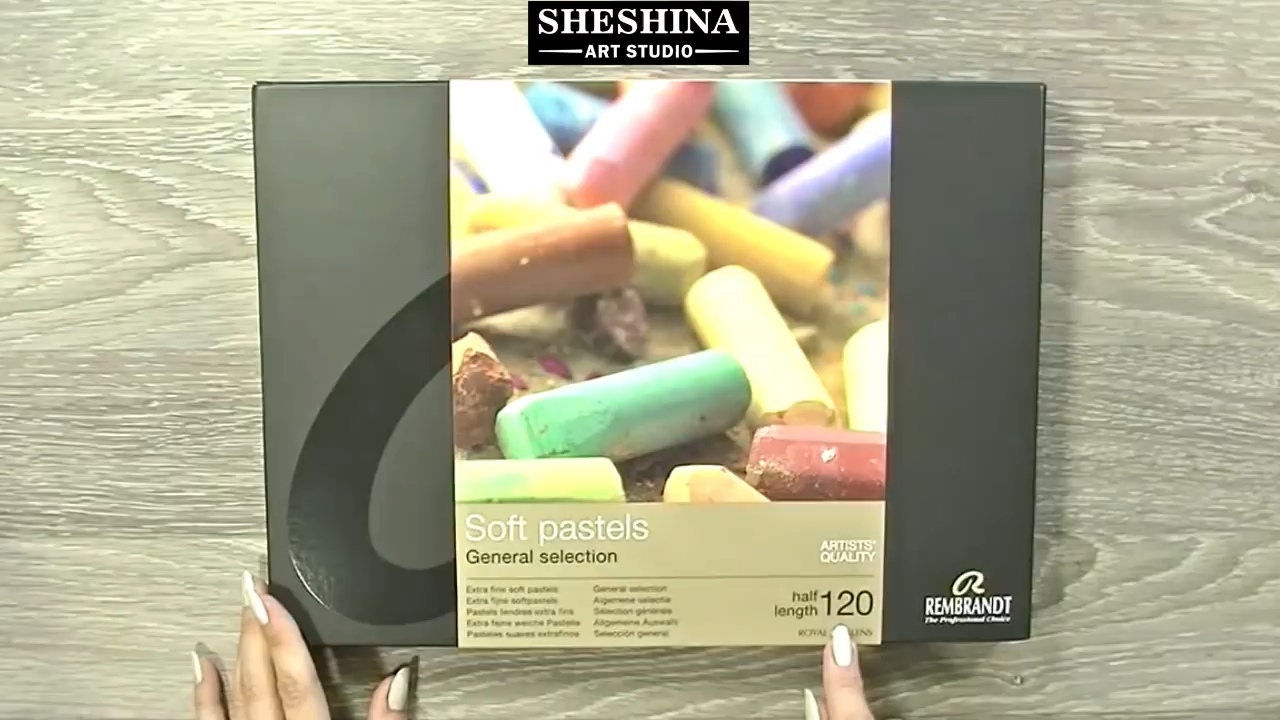 SHESHINA
ART STUDIO
Soft pastels
General selection
ARTISTS'
QUALITY
Extra fine soft pastels
Extra fijne softpastels
Pastels tendres extra fins
Extra feine weiche Pastelle
Pasteles suaves extrafinos
General selection
Algemene selectie
Sélection générale
Allgemeine Auswahl
Selección general
half
length 120
ROYAL
REMBRANDT
The Professional Choice